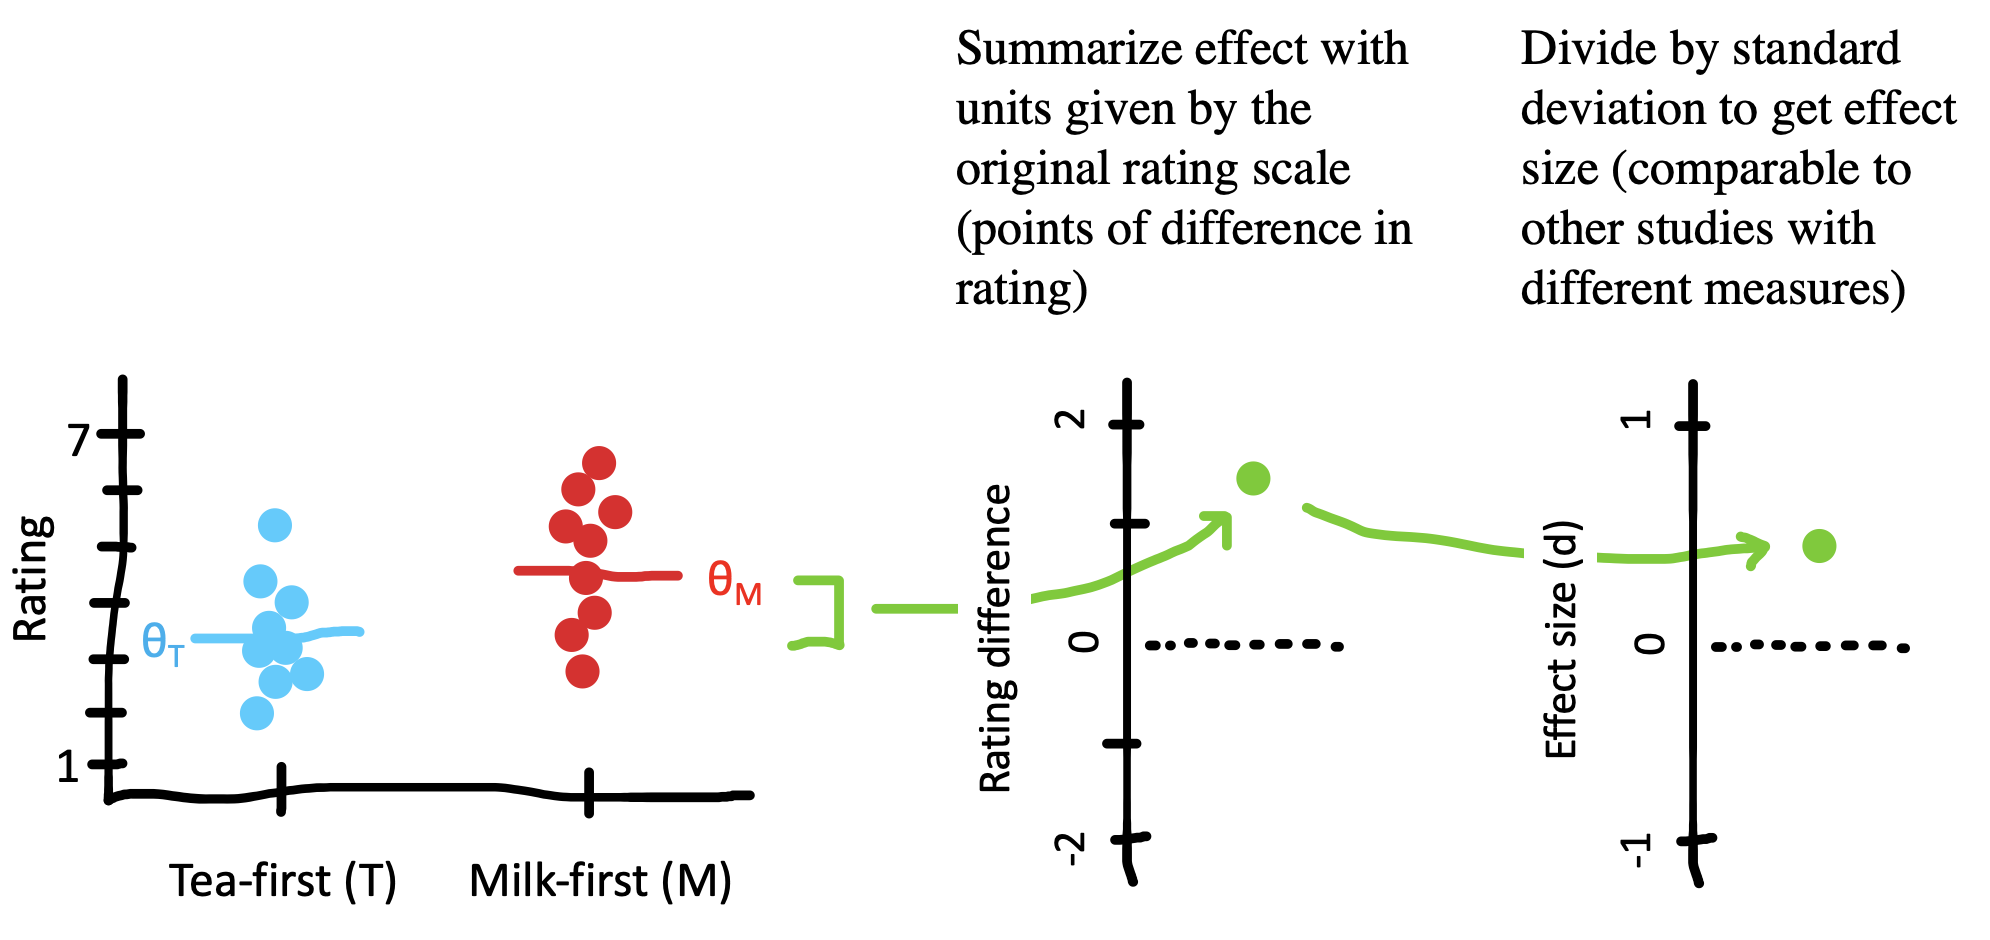 Summarize effect with
units given by the
original rating scale
(points of difference in
rating)
Divide by standard
deviation to get effect
size (comparable to
other studies with
different measures)
Rating
7
1
θT
θM
Tea-first (T)
Milk-first (M)
Rating difference
2
0
-2
Effect size (d)
1
0
-1